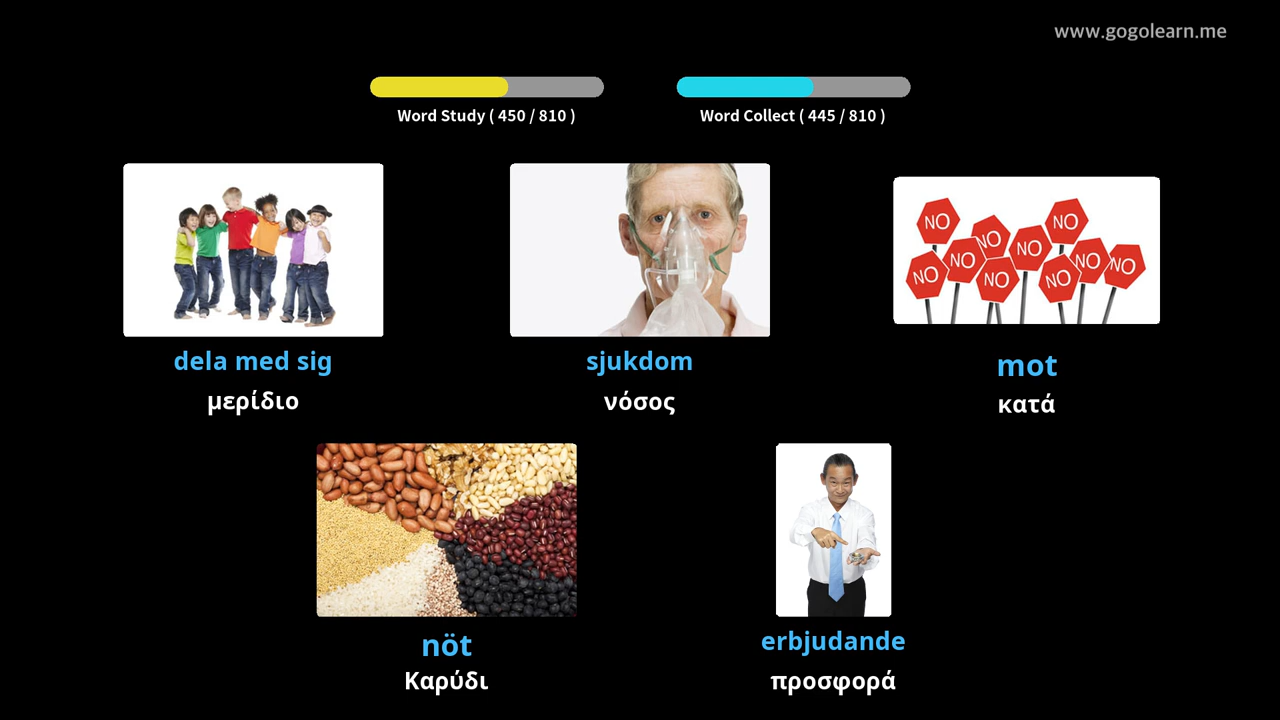 www.gogolearn.me
Word Study ( 450 / 810 )
Word Collect ( 445 / 810 )
NO NO NO NO NO NO NO NO NO NO
dela med sig
μερίδιο
sjukdom
νόσος
mot
κατά
nöt
Καρύδι
erbjudande
προσφορά